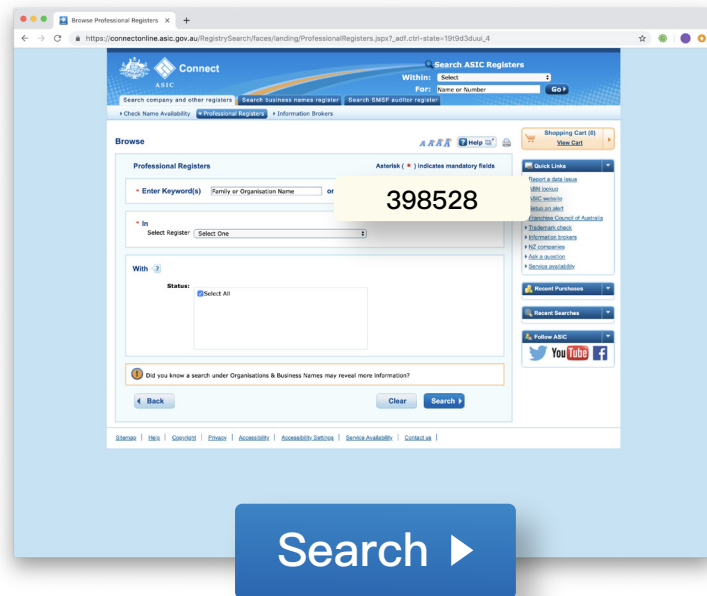 Browse Professional Registers × +
https://connectonline.asic.gov.au/RegistrySearch/faces/landing/ProfessionalRegisters.jspx?_adf.ctrl-state=19t9d3duui_4
ASIC
Connect
Search ASIC Registers
Within: Select
For: Name or Number Go
Search company and other registers Search business names register Search SMSF auditor register
Check Name Availability Professional Registers Information Brokers
Browse
A A A A Help
Shopping Cart (0)
View Cart
Professional Registers Asterisk ( * ) indicates mandatory fields
* Enter Keyword(s) Family or Organisation Name or
398528
* In
Select Register Select One
With ?
Status:
Select All
Did you know a search under Organisations & Business Names may reveal more information?
Back Clear Search
Quick Links
Report a data issue
ABN lookup
ASIC website
Setup an alert
Franchise Council of Australia
Trademark check
Information brokers
NZ companies
Ask a question
Service availability
Recent Purchases
Recent Searches
Follow ASIC
You Tube f
Sitemap | Help | Copyright | Privacy | Accessibility | Accessibility Settings | Service Availability | Contact us |
Search